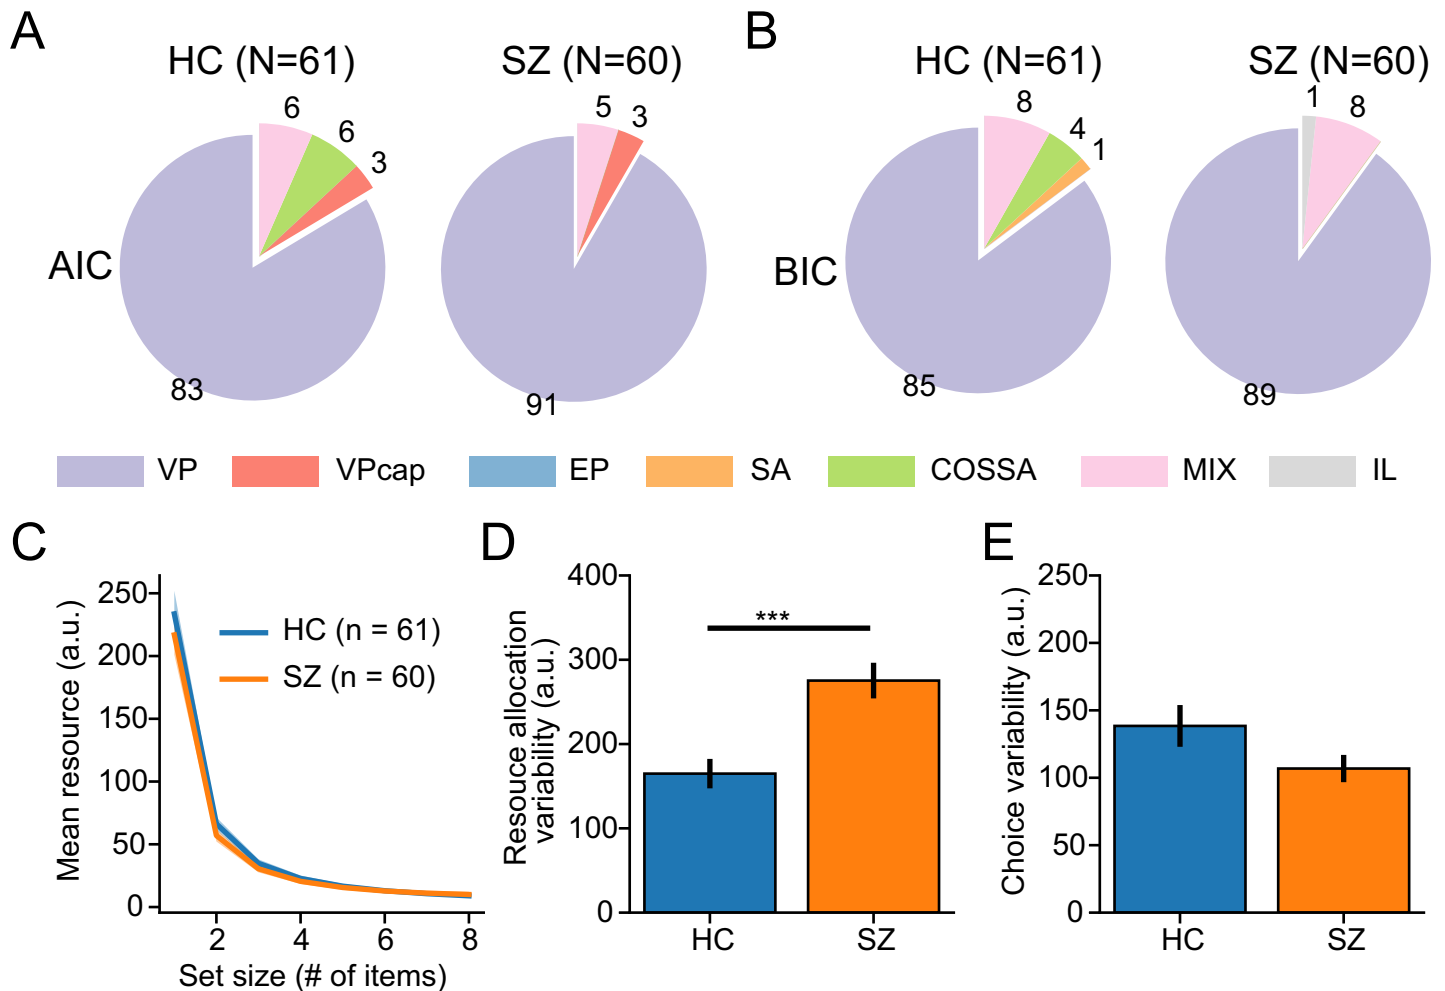 A
HC (N=61)
SZ (N=60)
6
6
3
5
3
AIC
83
91
B
HC (N=61)
SZ (N=60)
8
4
1
1
8
BIC
85
89
VP
VPcap
EP
SA
COSSA
MIX
IL
C
Mean resource (a.u.)
250
200
150
100
50
0
HC (n = 61)
SZ (n = 60)
2
4
6
8
Set size (# of items)
D
Resouce allocation
variability (a.u.)
400
300
200
100
0
***
HC
SZ
E
Choice variability (a.u.)
250
200
150
100
50
0
HC
SZ